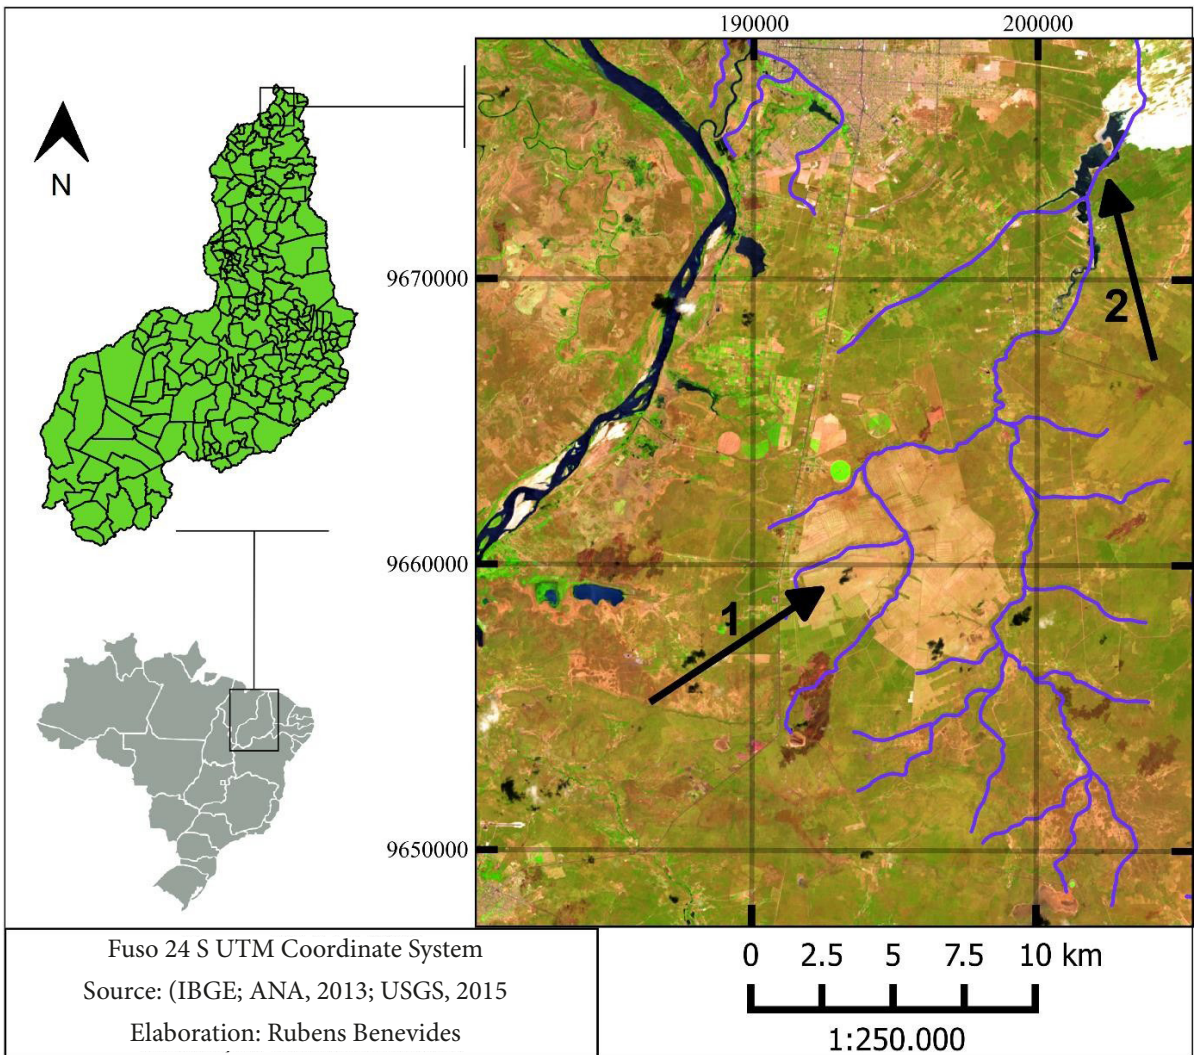 190000 200000
N
9670000
2
9660000
1
9650000
Fuso 24 S UTM Coordinate System
Source: (IBGE; ANA, 2013; USGS, 2015
Elaboration: Rubens Benevides
0 2.5 5 7.5 10 km
1:250.000